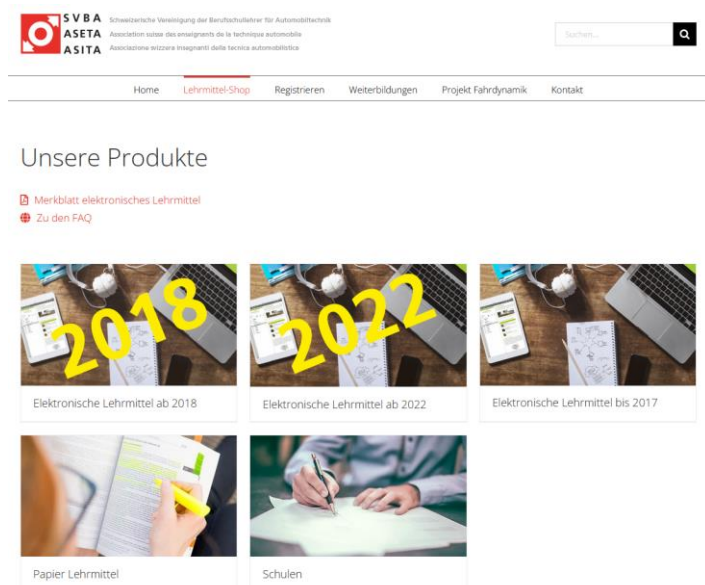 SVBA
ASETA
ASITA
Schweizerische Vereinigung der Berufsschullehrer für Automobiltechnik
Association suisse des enseignants de la technique automobile
Associazione svizzera insegnanti della tecnica automobilistica
Suchen...
Home Lehrmittel-Shop Registrieren Weiterbildungen Projekt Fahrdynamik Kontakt
Unsere Produkte
Merkblatt elektronisches Lehrmittel
Zu den FAQ
2018
2022
Elektronische Lehrmittel ab 2018
Elektronische Lehrmittel ab 2022
Elektronische Lehrmittel bis 2017
Papier Lehrmittel
Schulen